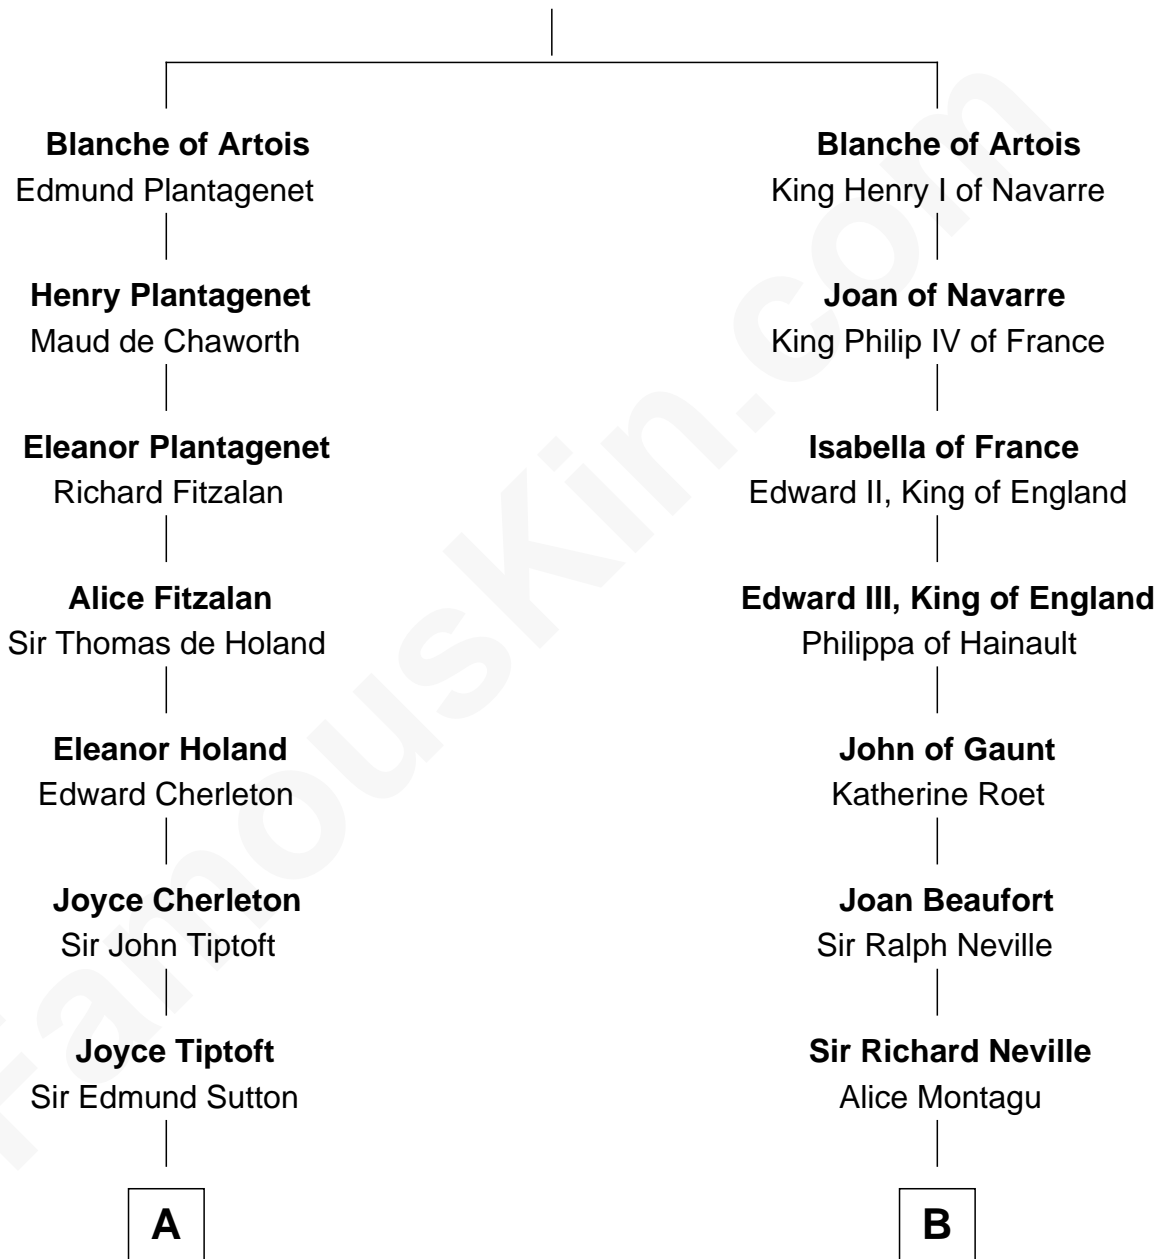 Blanche of Artois
Edmund Plantagenet
Henry Plantagenet
Maud de Chaworth
Eleanor Plantagenet
Richard Fitzalan
Alice Fitzalan
Sir Thomas de Holand
Eleanor Holand
Edward Cherleton
Joyce Cherleton
Sir John Tiptoft
Joyce Tiptoft
Sir Edmund Sutton
A
Blanche of Artois
King Henry I of Navarre
Joan of Navarre
King Philip IV of France
Isabella of France
Edward II, King of England
Edward III, King of England
Philippa of Hainault
John of Gaunt
Katherine Roet
Joan Beaufort
Sir Ralph Neville
Sir Richard Neville
Alice Montagu
B
FamousKin.com